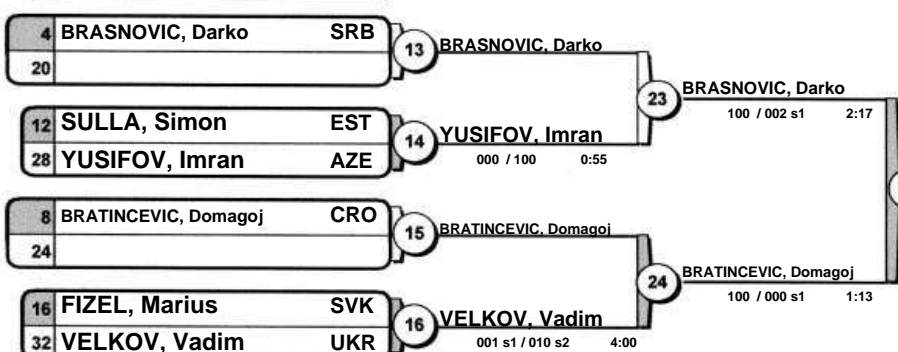 4 BRASNOVIC, Darko SRB
20
13 BRASNOVIC, Darko
12 SULLA, Simon EST
28 YUSIFOV, Imran AZE
14 YUSIFOV, Imran
000 / 100 0:55
23 BRASNOVIC, Darko
100 / 002 s1 2:17
8 BRATINCEVIC, Domagoj CRO
24
15 BRATINCEVIC, Domagoj
16 FIZEL, Marius SVK
32 VELKOV, Vadim UKR
16 VELKOV, Vadim
001 s1 / 010 s2 4:00
24 BRATINCEVIC, Domagoj
100 / 000 s1 1:13